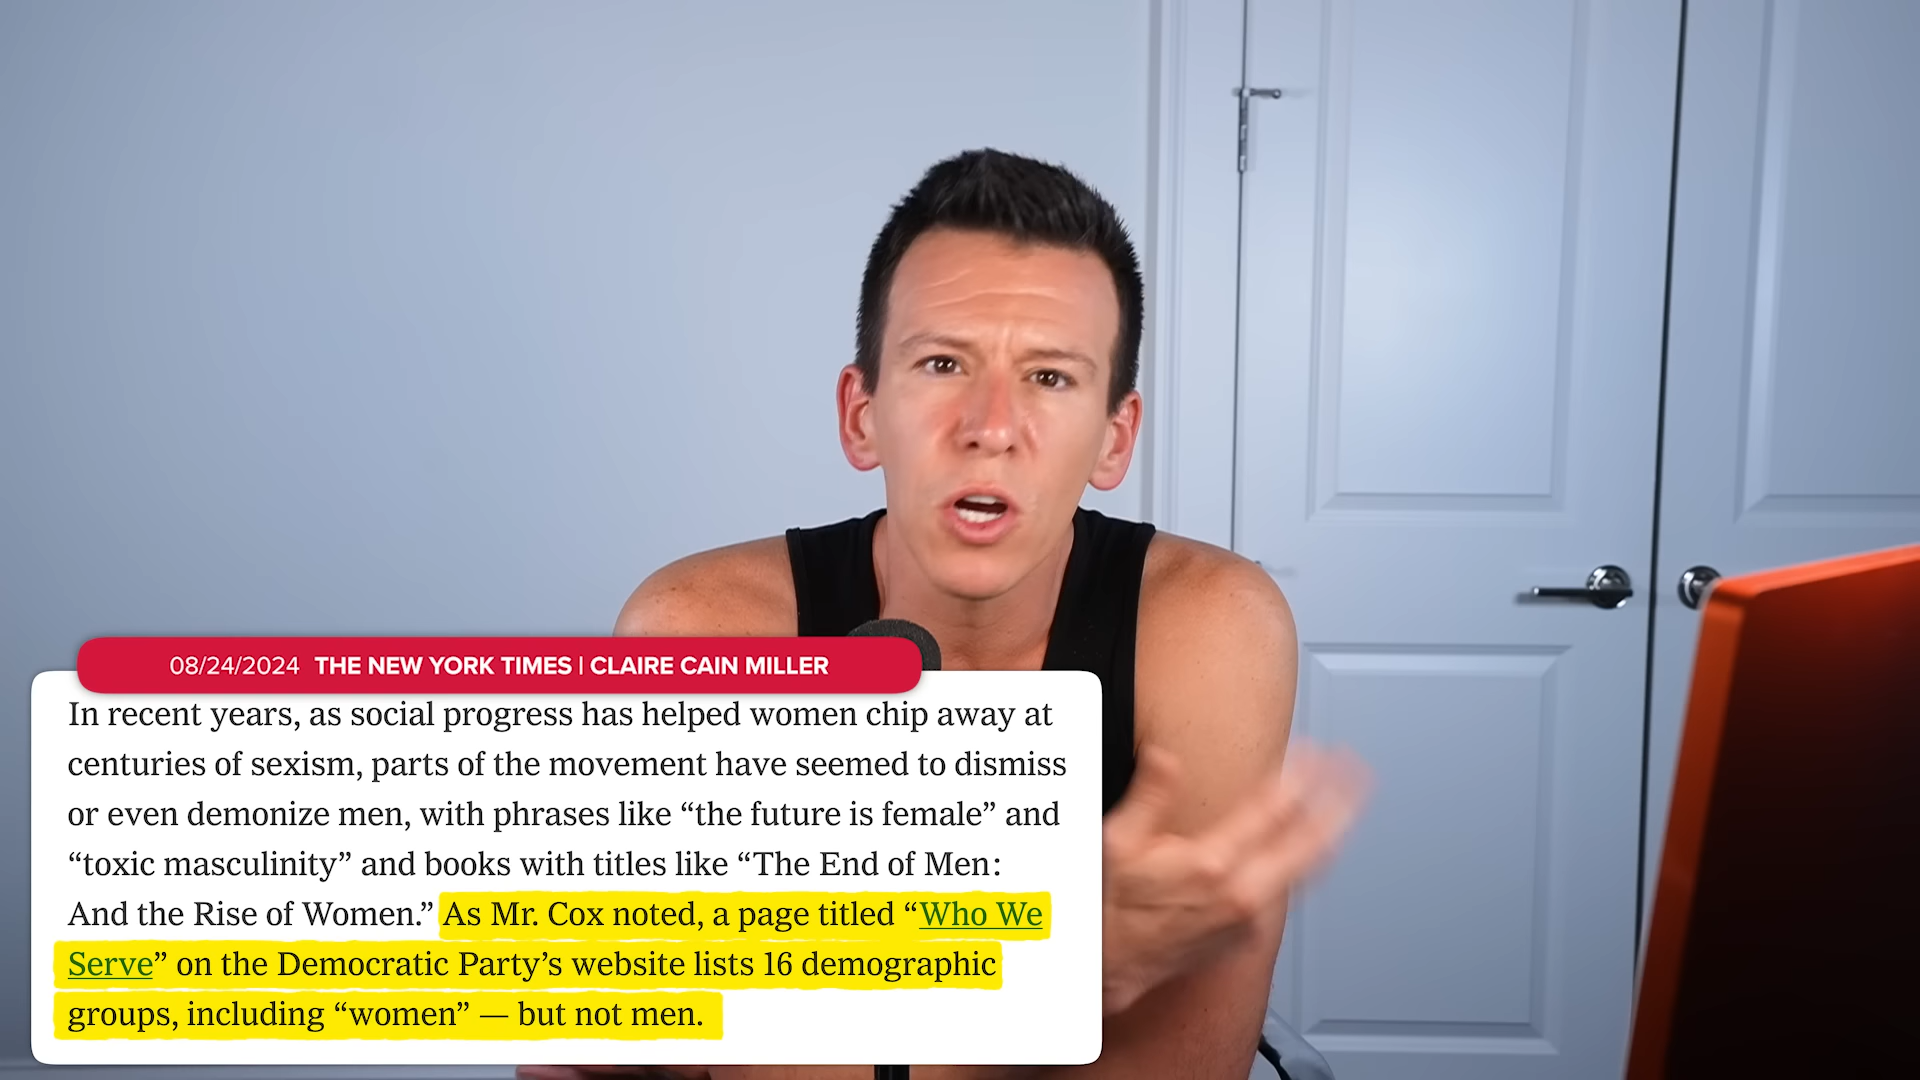 08/24/2024 THE NEW YORK TIMES | CLAIRE CAIN MILLER
In recent years, as social progress has helped women chip away at
centuries of sexism, parts of the movement have seemed to dismiss
or even demonize men, with phrases like “the future is female” and
“toxic masculinity” and books with titles like “The End of Men:
And the Rise of Women.” As Mr. Cox noted, a page titled “Who We
Serve” on the Democratic Party’s website lists 16 demographic
groups, including “women” — but not men.